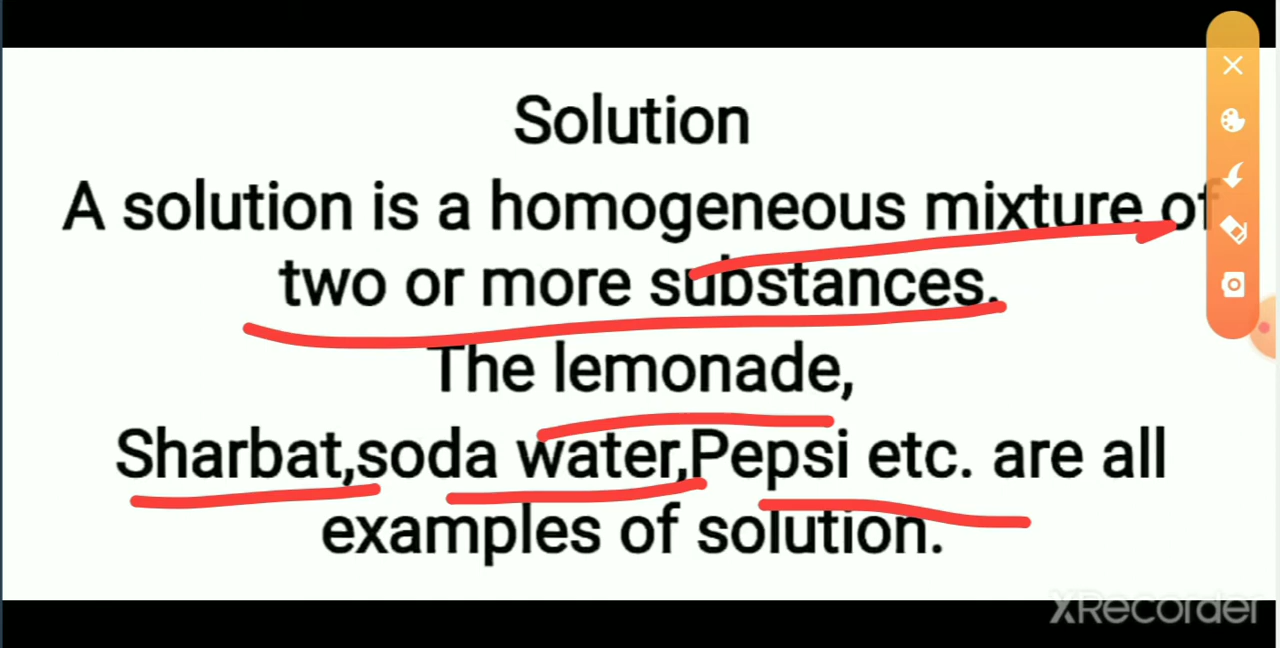 Solution
A solution is a homogeneous mixture of
two or more substances.
The lemonade,
Sharbat,soda water,Pepsi etc. are all
examples of solution.
XRecorder